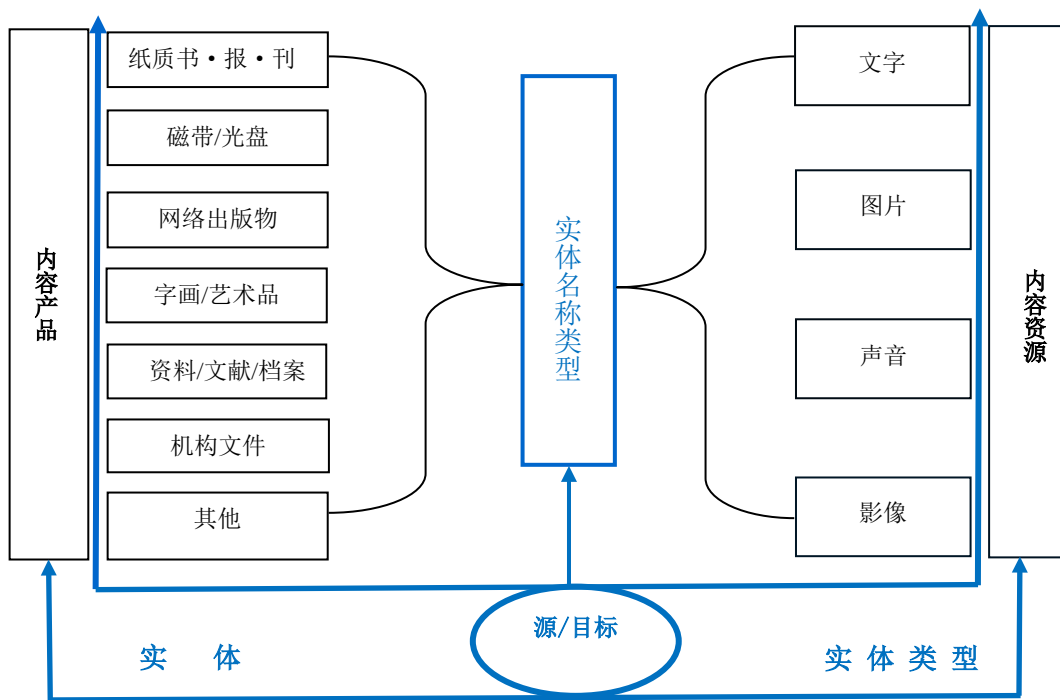 内容产品
纸质书·报·刊
磁带/光盘
网络出版物
字画/艺术品
资料/文献/档案
机构文件
其他
实体名称类型
文字
图片
声音
影像
内容资源
源/目标
实 体
实 体 类 型